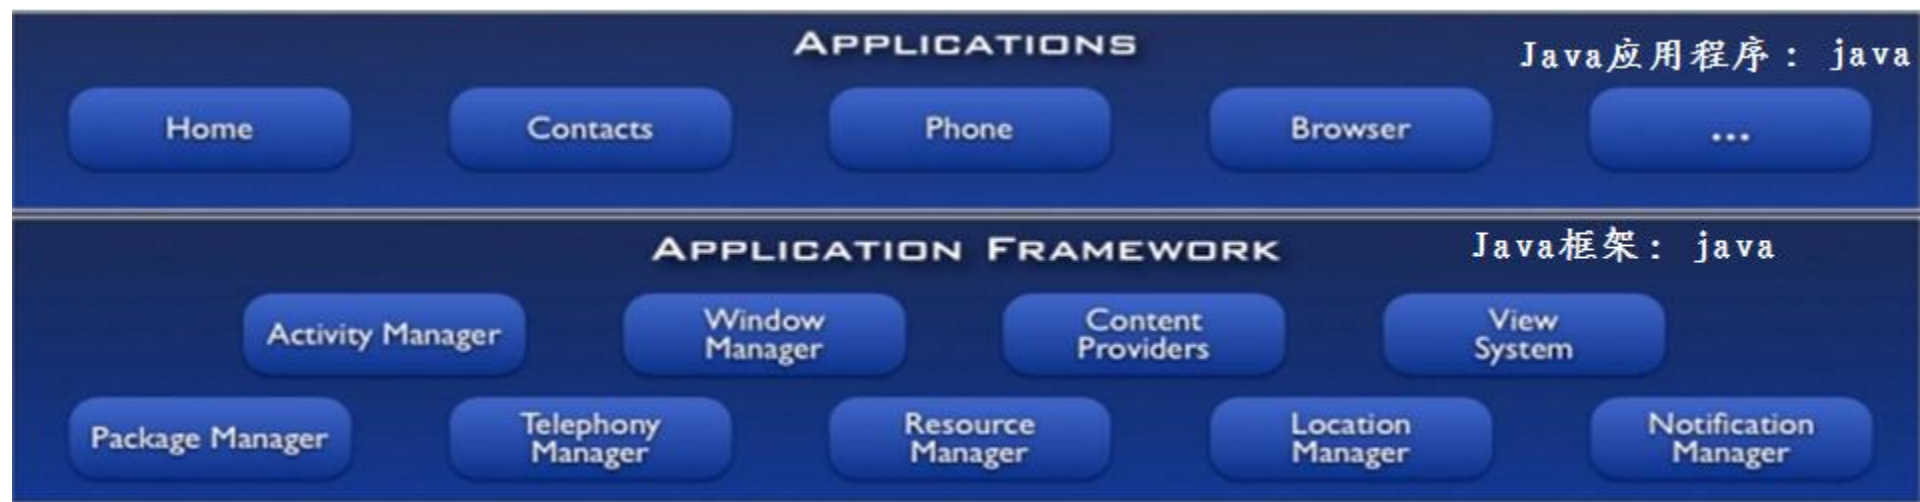 APPLICATIONS
Java应用程序： java
Home
Contacts
Phone
Browser
...
APPLICATION FRAMEWORK
Java框架： java
Activity Manager
Window
Manager
Content
Providers
View
System
Package Manager
Telephony
Manager
Resource
Manager
Location
Manager
Notification
Manager